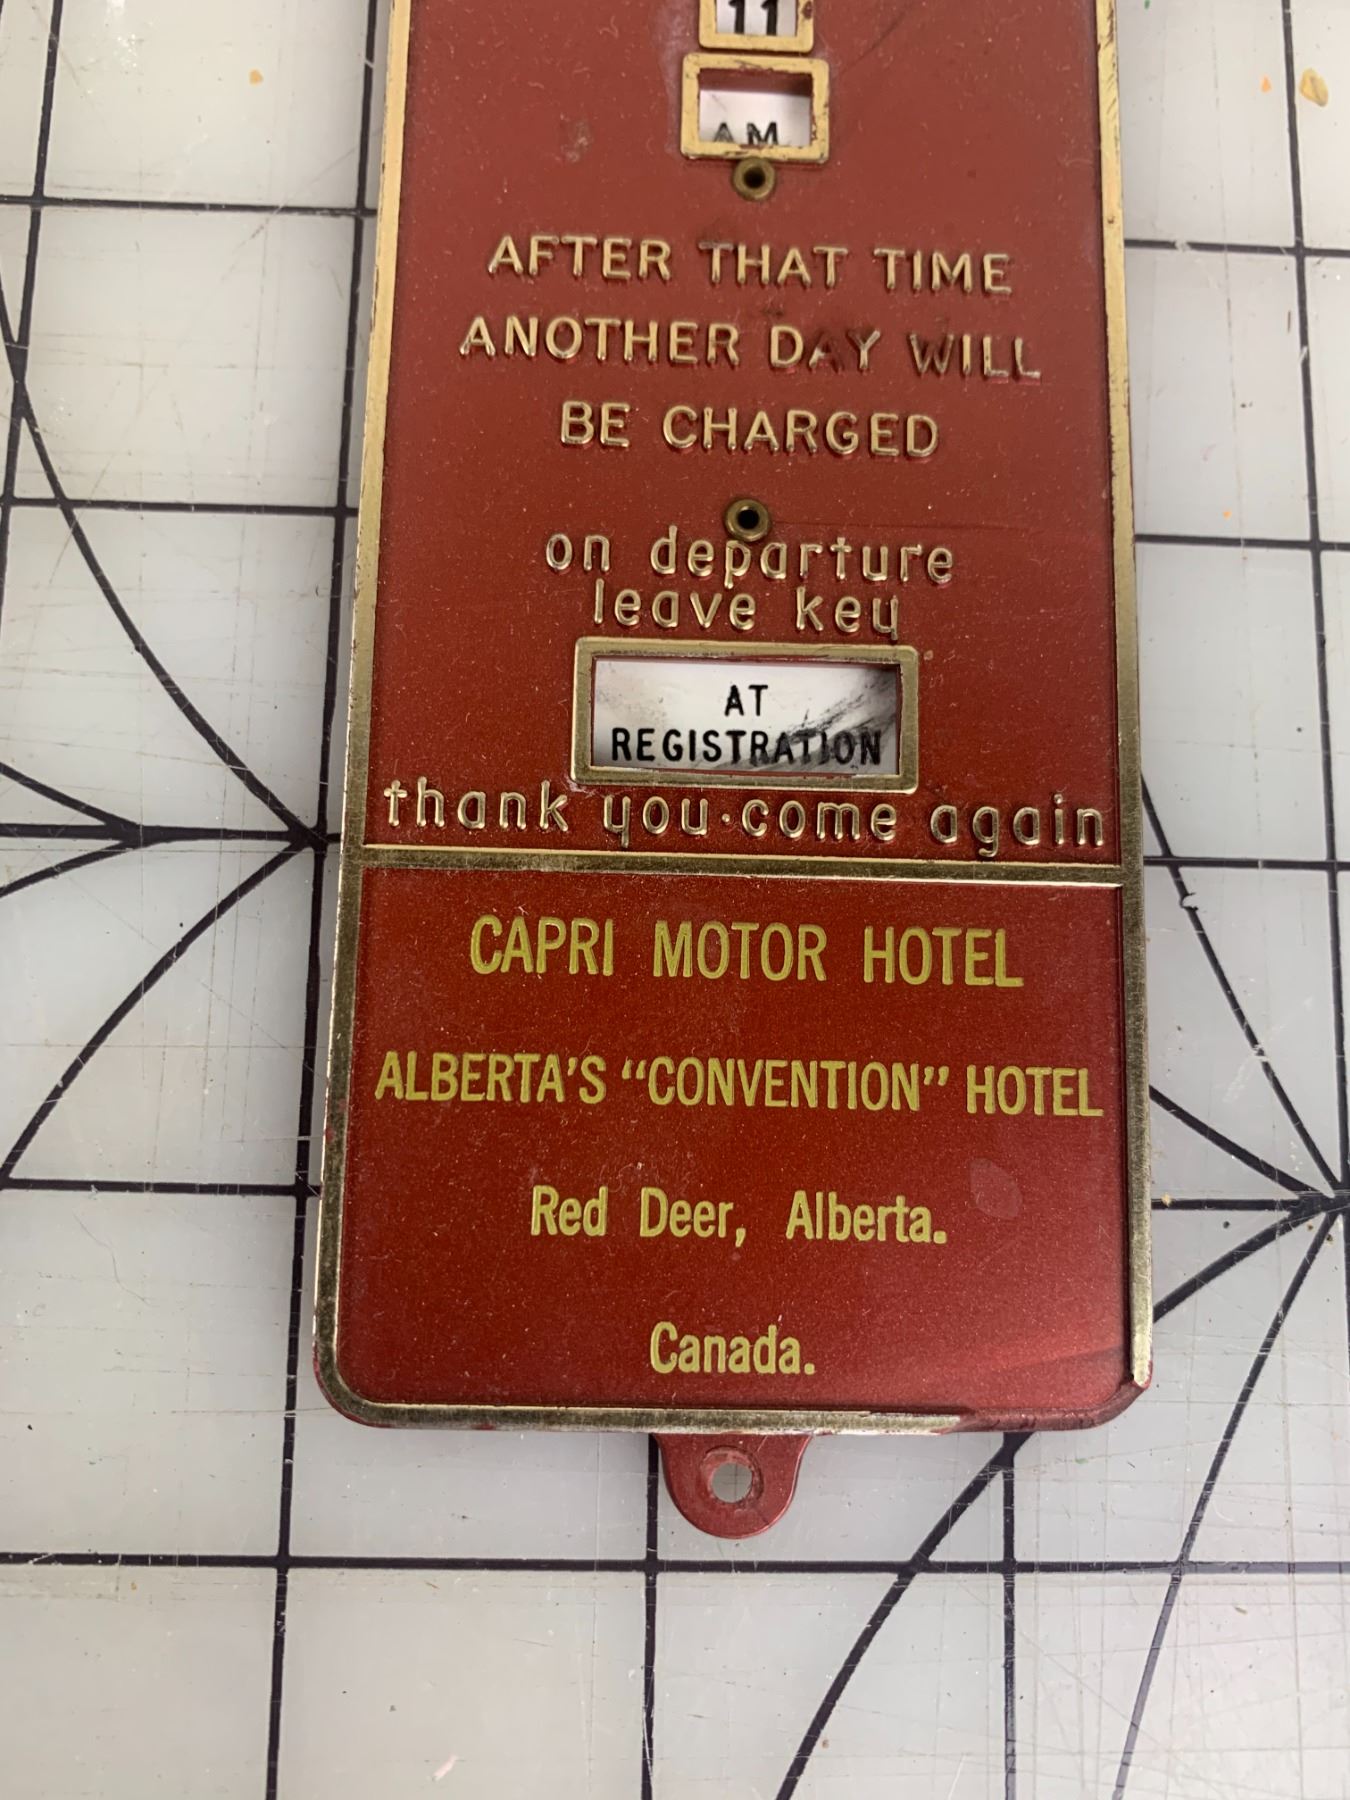 11
AM
AFTER THAT TIME
ANOTHER DAY WILL
BE CHARGED
on departure
leave key
AT
REGISTRATION
thank you·come again
CAPRI MOTOR HOTEL
ALBERTA'S “CONVENTION” HOTEL
Red Deer, Alberta.
Canada.